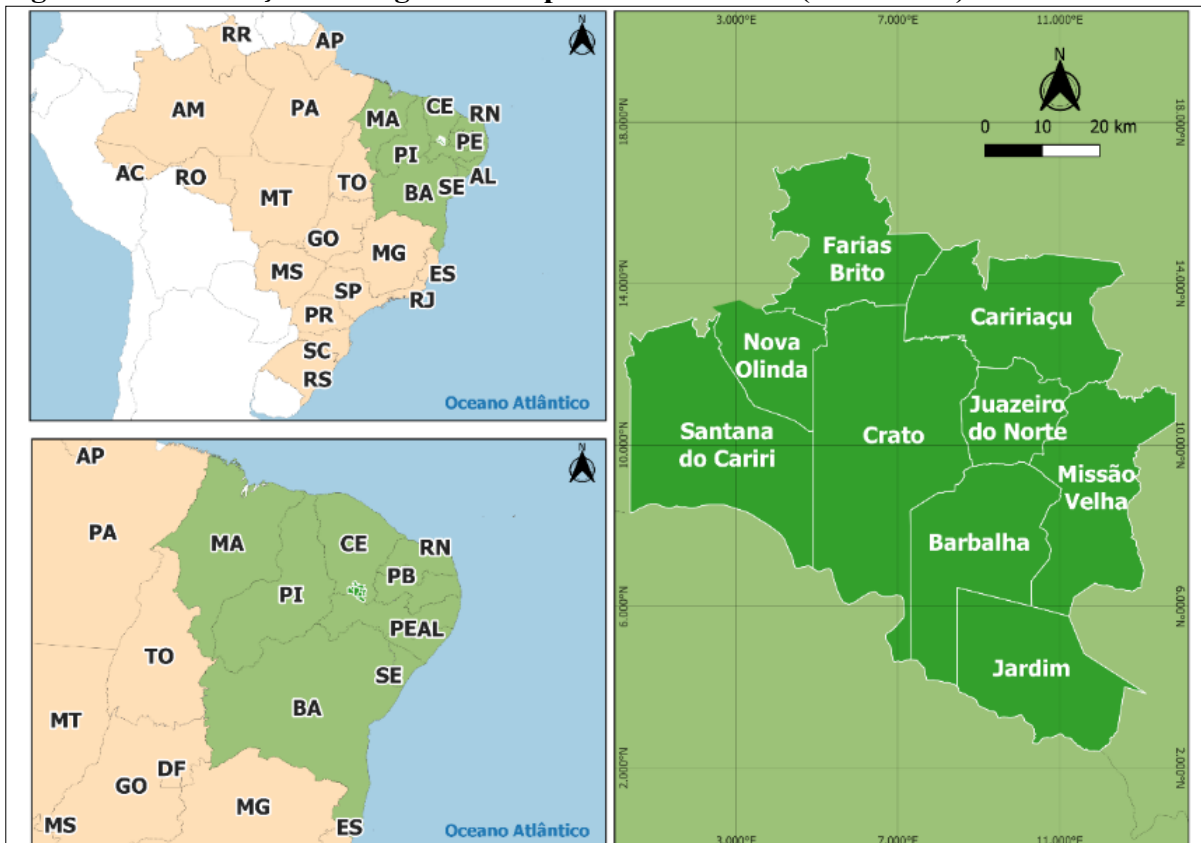 RR
AP
AM
PA
MA
CE
RN
PE
PI
AC
RO
TO
BA
SE
AL
MT
GO
MG
MS
ES
SP
RJ
PR
SC
RS
Oceano Atlântico
N
AP
PA
MA
CE
RN
PB
PI
PEAL
TO
SE
BA
MT
DF
GO
MG
MS
ES
Oceano Atlântico
N
3.000°E
7.000°E
11.000°E
N
0 10 20 km
18.000°N
18.000°N
14.000°N
10.000°N
10.000°N
6.000°N
6.000°N
2.000°N
2.000°N
Farias
Brito
Caririaçu
Nova
Olinda
Juazeiro
do Norte
Santana
do Cariri
Crato
Missão
Velha
Barbalha
Jardim
3.000°E
7.000°E
11.000°E